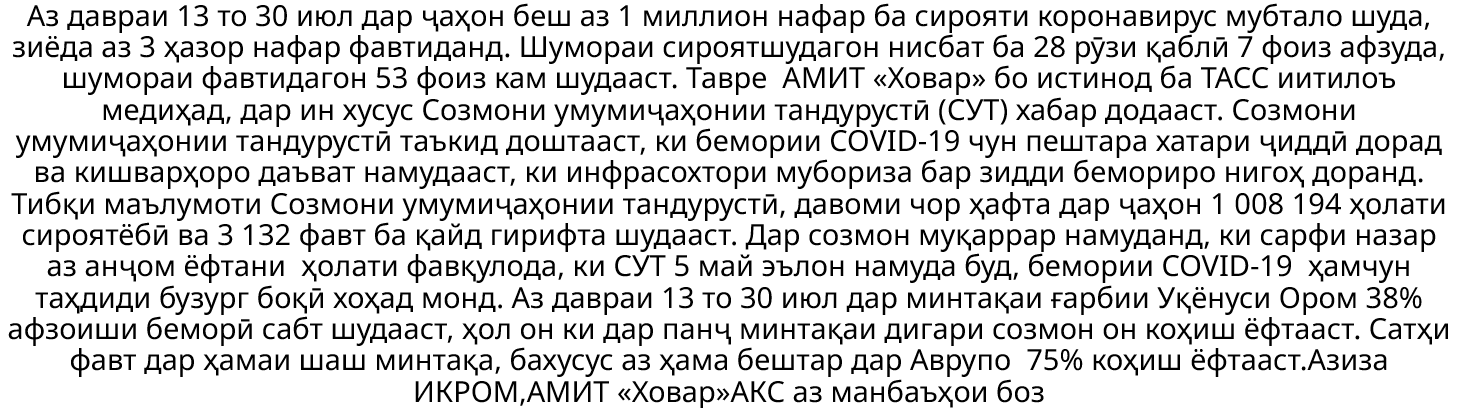 Аз даврaи 13 то 30 июл дар ҷаҳон беш аз 1 миллион нафар ба сирояти коронавирус мубтало шуда,
зиёда аз 3 ҳазор нафар фавтиданд. Шумораи сироятшудагон нисбат ба 28 рӯзи қаблӣ 7 фоиз афзуда,
шумораи фавтидагон 53 фоиз кам шудааст. Тавре  АМИТ «Ховар» бо истинод ба ТАСС иитилоъ
медиҳад, дар ин хусус Созмони умумиҷаҳонии тандурустӣ (СУТ) хабар додааст. Созмони
умумиҷаҳонии тандурустӣ таъкид доштааст, ки бемории COVID-19 чун пештара хатари ҷиддӣ дорад
ва кишварҳоро даъват намудааст, ки инфрасохтори мубориза бар зидди бемориро нигоҳ доранд.
Тибқи маълумоти Созмони умумиҷаҳонии тандурустӣ, давоми чор ҳафта дар ҷаҳон 1 008 194 ҳолати
сироятёбӣ ва 3 132 фавт ба қайд гирифта шудааст. Дар созмон муқаррар намуданд, ки сарфи назар
аз анҷом ёфтани  ҳолати фавқулода, ки СУТ 5 май эълон намуда буд, бемории COVID-19  ҳамчун
таҳдиди бузург боқӣ хоҳад монд. Аз давраи 13 то 30 июл дар минтақаи ғарбии Уқёнуси Ором 38%
афзоиши беморӣ сабт шудааст, ҳол он ки дар панҷ минтақаи дигари созмон он коҳиш ёфтааст. Сатҳи
фавт дар ҳамаи шаш минтақа, бахусус аз ҳама бештар дар Аврупо  75% коҳиш ёфтааст.Азиза
ИКРОМ,АМИТ «Ховар»АКС аз манбаъҳои боз